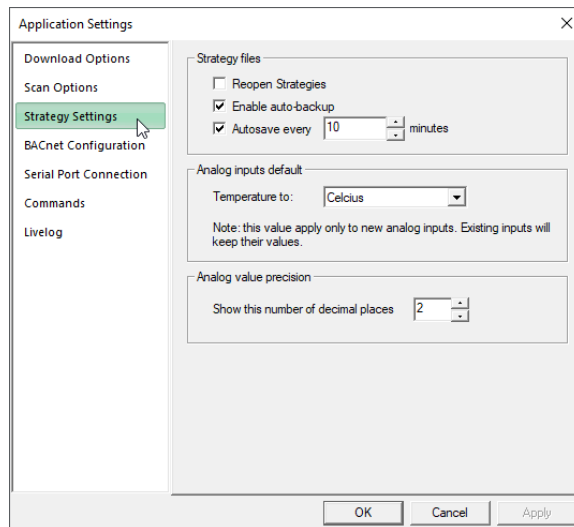 Application Settings
Download Options
Scan Options
Strategy Settings
BACnet Configuration
Serial Port Connection
Commands
Livelog
Strategy files
Reopen Strategies
Enable auto-backup
Autosave every 10 minutes
Analog inputs default
Temperature to: Celcius
Note: this value apply only to new analog inputs. Existing inputs will
keep their values.
Analog value precision
Show this number of decimal places 2
OK Cancel Apply